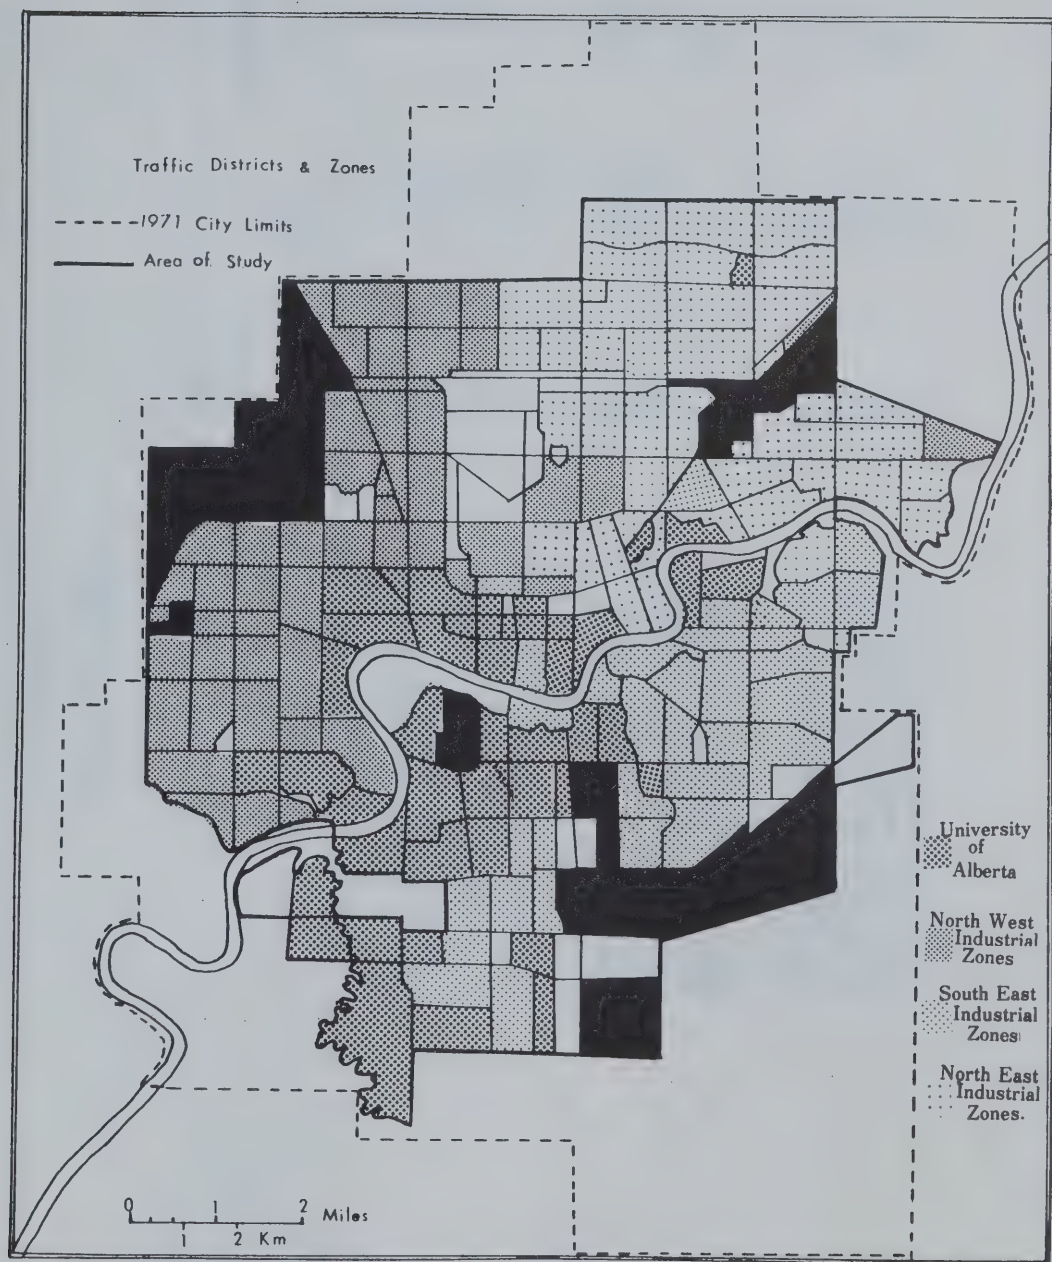 Traffic Districts & Zones
1971 City Limits
Area of Study
University
of
Alberta
North West
Industrial
Zones
South East
Industrial
Zones
North East
Industrial
Zones.
0 1 2 Miles
1 2 Km